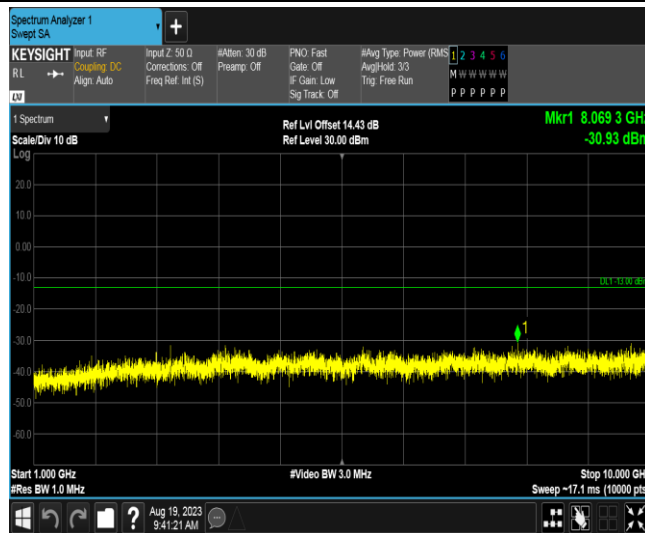 Spectrum Analyzer 1
Swept SA
+
KEYSIGHT
RL
LXI
Input: RF
Coupling: DC
Align: Auto
Input Z: 50 Ω
Corrections: Off
Freq Ref: Int (S)
#Atten: 30 dB
Preamp: Off
PNO: Fast
Gate: Off
IF Gain: Low
Sig Track: Off
#Avg Type: Power (RMS
Avg|Hold: 3/3
Trig: Free Run
1 2 3 4 5 6
M W W W W W
P P P P P P
1 Spectrum
Scale/Div 10 dB
Log
Ref Lvl Offset 14.43 dB
Ref Level 30.00 dBm
Mkr1 8.069 3 GHz
-30.93 dBm
20.0
10.0
0.00
-10.0
DL1 -13.00 dBm
-20.0
1
-30.0
-40.0
-50.0
-60.0
Start 1.000 GHz
#Res BW 1.0 MHz
#Video BW 3.0 MHz
Stop 10.000 GHz
Sweep ~17.1 ms (10000 pts)
?
Aug 19, 2023
9:41:21 AM